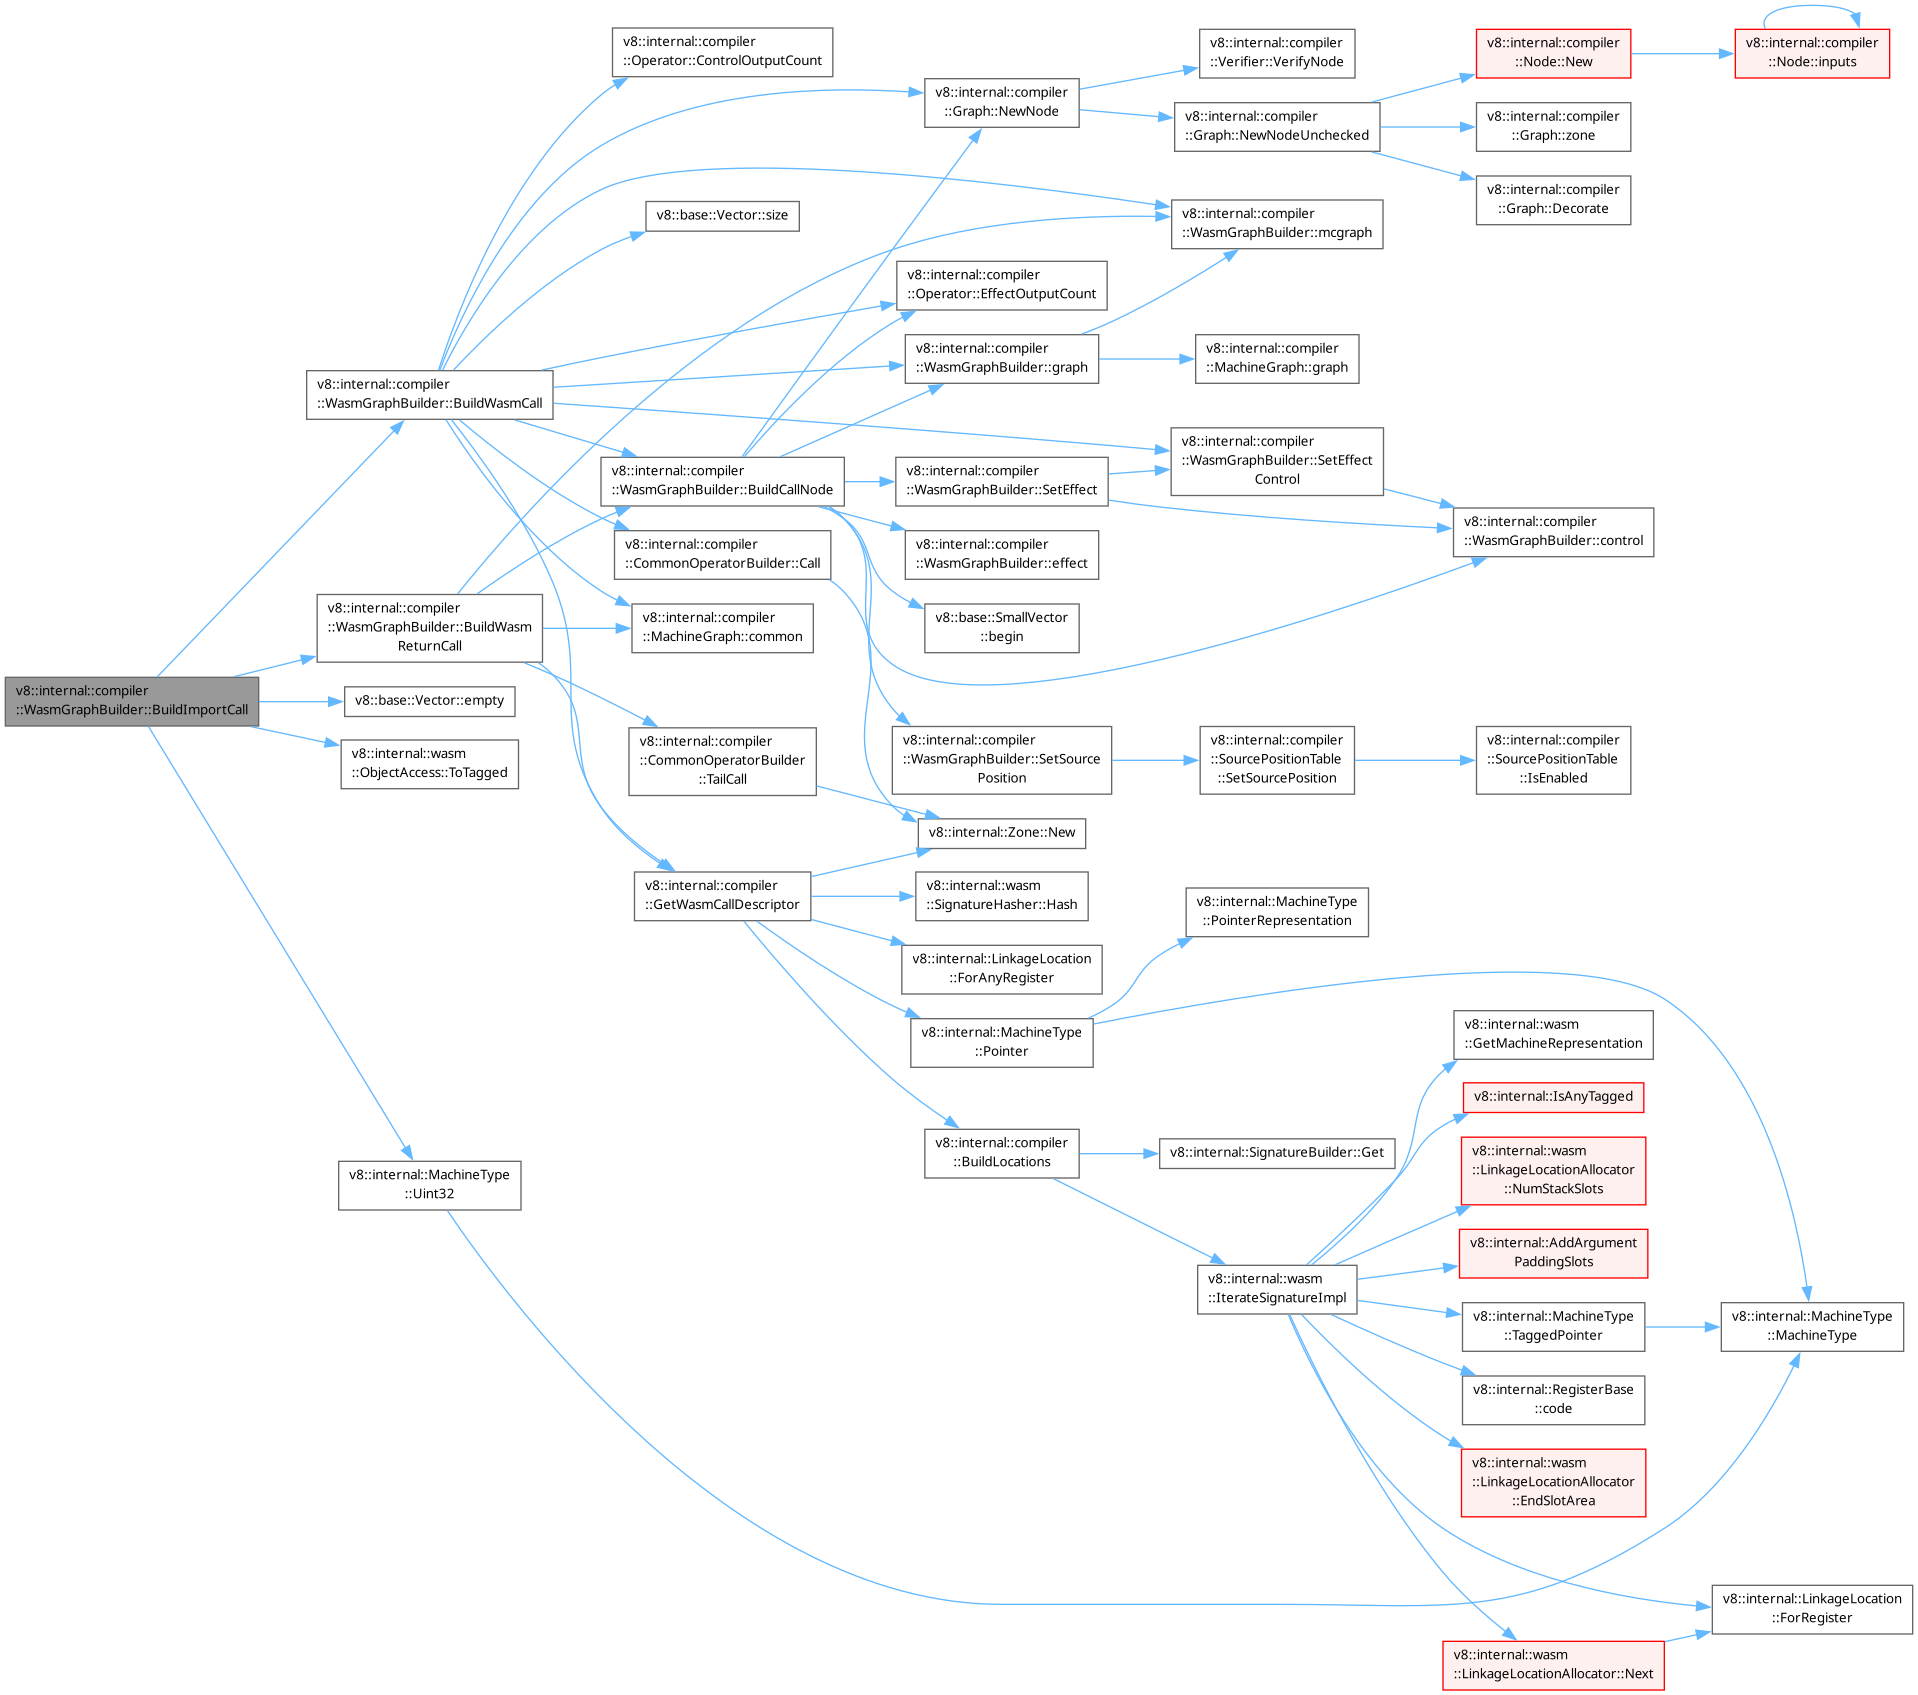 v8::internal::compiler
::WasmGraphBuilder::BuildImportCall
v8::internal::compiler
::WasmGraphBuilder::BuildWasmCall
v8::internal::compiler
::WasmGraphBuilder::BuildWasm
ReturnCall
v8::base::Vector::empty
v8::internal::wasm
::ObjectAccess::ToTagged
v8::internal::MachineType
::Uint32
v8::internal::compiler
::Operator::ControlOutputCount
v8::base::Vector::size
v8::internal::compiler
::WasmGraphBuilder::BuildCallNode
v8::internal::compiler
::CommonOperatorBuilder::Call
v8::internal::compiler
::MachineGraph::common
v8::internal::compiler
::CommonOperatorBuilder
::TailCall
v8::internal::compiler
::GetWasmCallDescriptor
v8::internal::compiler
::Graph::NewNode
v8::internal::compiler
::Operator::EffectOutputCount
v8::internal::compiler
::WasmGraphBuilder::graph
v8::internal::compiler
::WasmGraphBuilder::SetEffect
v8::internal::compiler
::WasmGraphBuilder::effect
v8::base::SmallVector
::begin
v8::internal::compiler
::WasmGraphBuilder::SetSource
Position
v8::internal::Zone::New
v8::internal::wasm
::SignatureHasher::Hash
v8::internal::LinkageLocation
::ForAnyRegister
v8::internal::MachineType
::Pointer
v8::internal::compiler
::BuildLocations
v8::internal::compiler
::Verifier::VerifyNode
v8::internal::compiler
::Graph::NewNodeUnchecked
v8::internal::compiler
::WasmGraphBuilder::mcgraph
v8::internal::compiler
::MachineGraph::graph
v8::internal::compiler
::WasmGraphBuilder::SetEffect
Control
v8::internal::compiler
::SourcePositionTable
::SetSourcePosition
v8::internal::MachineType
::PointerRepresentation
v8::internal::SignatureBuilder::Get
v8::internal::wasm
::IterateSignatureImpl
v8::internal::compiler
::Node::New
v8::internal::compiler
::Graph::zone
v8::internal::compiler
::Graph::Decorate
v8::internal::compiler
::WasmGraphBuilder::control
v8::internal::compiler
::SourcePositionTable
::IsEnabled
v8::internal::wasm
::GetMachineRepresentation
v8::internal::IsAnyTagged
v8::internal::wasm
::LinkageLocationAllocator
::NumStackSlots
v8::internal::AddArgument
PaddingSlots
v8::internal::MachineType
::TaggedPointer
v8::internal::RegisterBase
::code
v8::internal::wasm
::LinkageLocationAllocator
::EndSlotArea
v8::internal::wasm
::LinkageLocationAllocator::Next
v8::internal::compiler
::Node::inputs
v8::internal::MachineType
::MachineType
v8::internal::LinkageLocation
::ForRegister